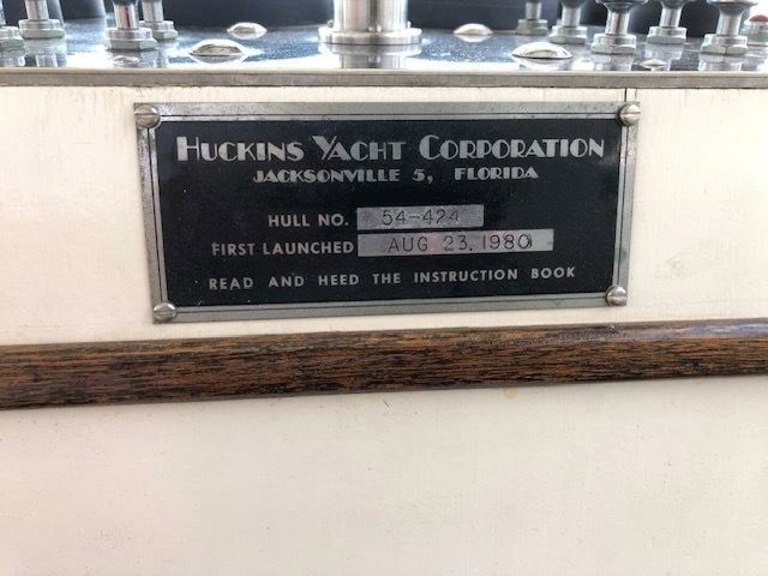 HUCKINS YACHT CORPORATION
JACKSONVILLE 5, FLORIDA
HULL NO. 54-424
FIRST LAUNCHED AUG 23, 1980
READ AND HEED THE INSTRUCTION BOOK